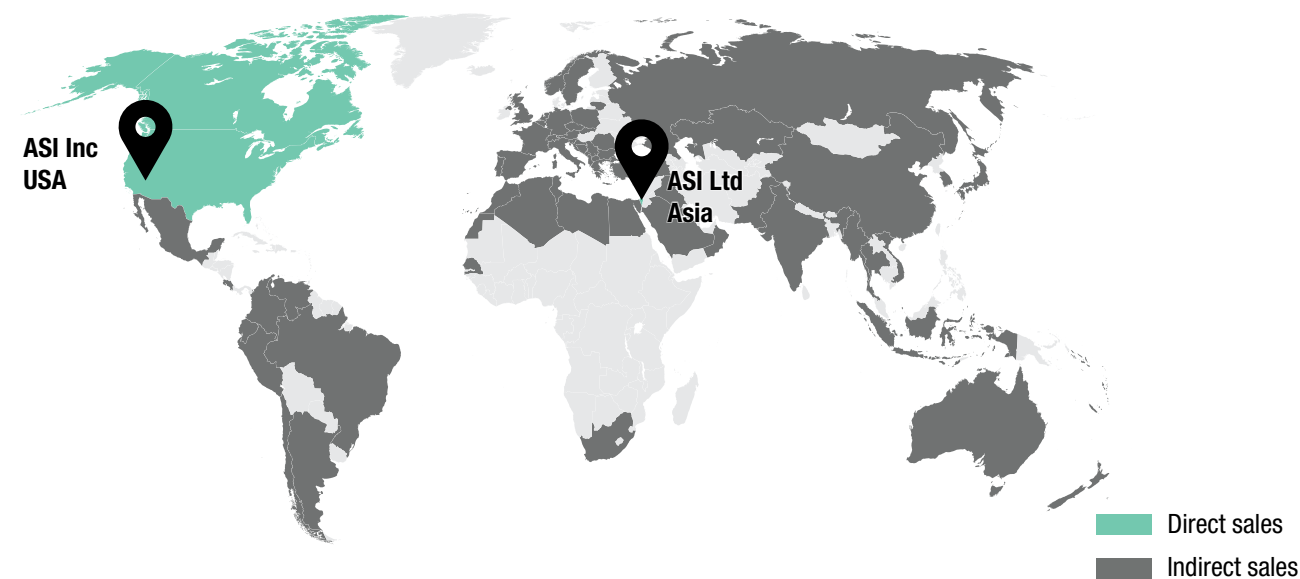 ASI Inc
USA
ASI Ltd
Asia
Direct sales
Indirect sales